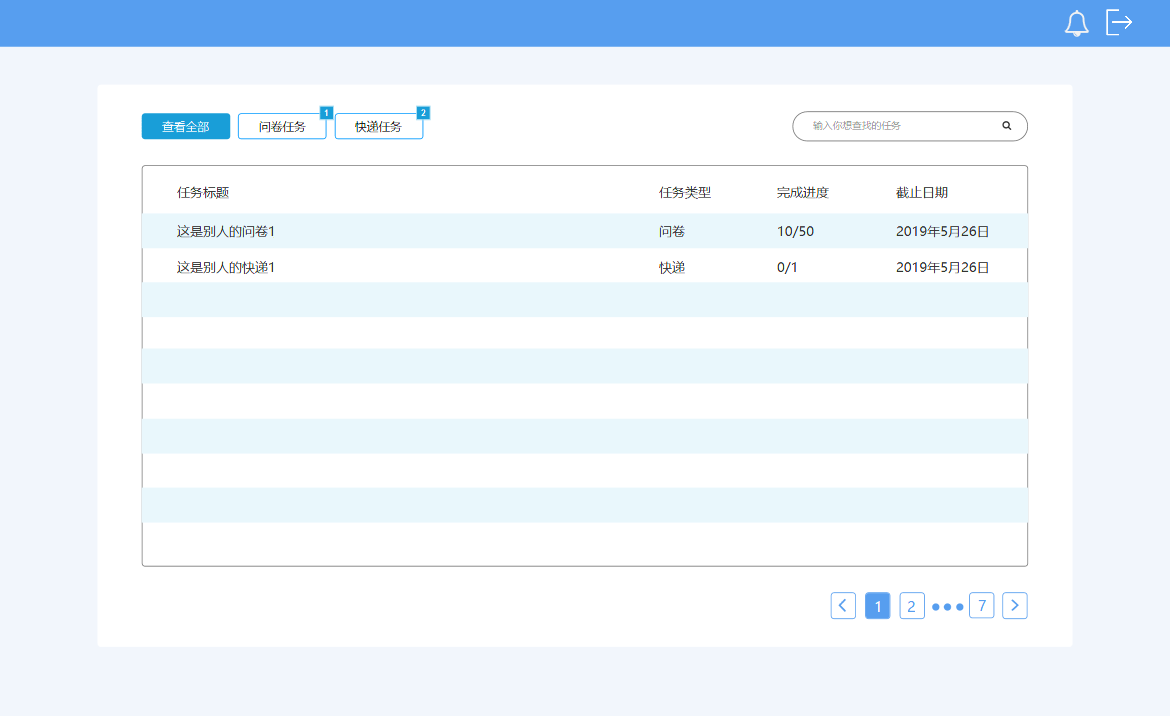 查看全部 问卷任务 1 快递任务 2 输入你想查找的任务
任务标题 任务类型 完成进度 截止日期
这是别人的问卷1 问卷 10/50 2019年5月26日
这是别人的快递1 快递 0/1 2019年5月26日
1 2 7